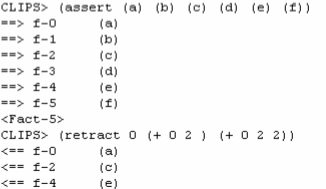 CLIPS> (assert (a) (b) (c) (d) (e) (f))
==> f-0 (a)
==> f-1 (b)
==> f-2 (c)
==> f-3 (d)
==> f-4 (e)
==> f-5 (f)
<Fact-5>
CLIPS> (retract 0 (+ 0 2 ) (+ 0 2 2))
<== f-0 (a)
<== f-2 (c)
<== f-4 (e)